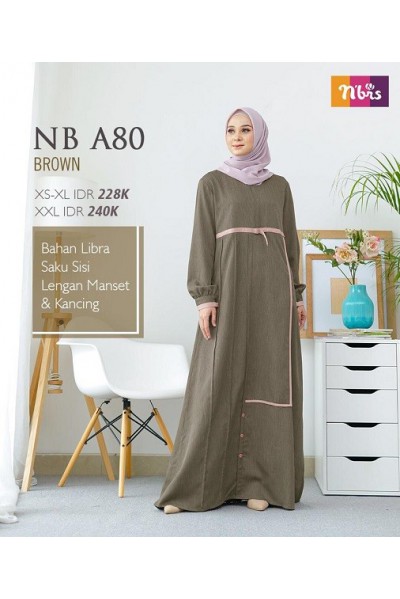 Nbrs
NB A80
BROWN
XS-XL IDR 228K
XXL IDR 240K
Bahan Libra
Saku Sisi
Lengan Manset
& Kancing